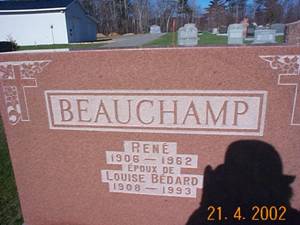 BEAUCHAMP
RENÉ
1906 — 1962
ÉPOUX DE
LOUISE BÉDARD
1908 — 1993
21. 4. 2002